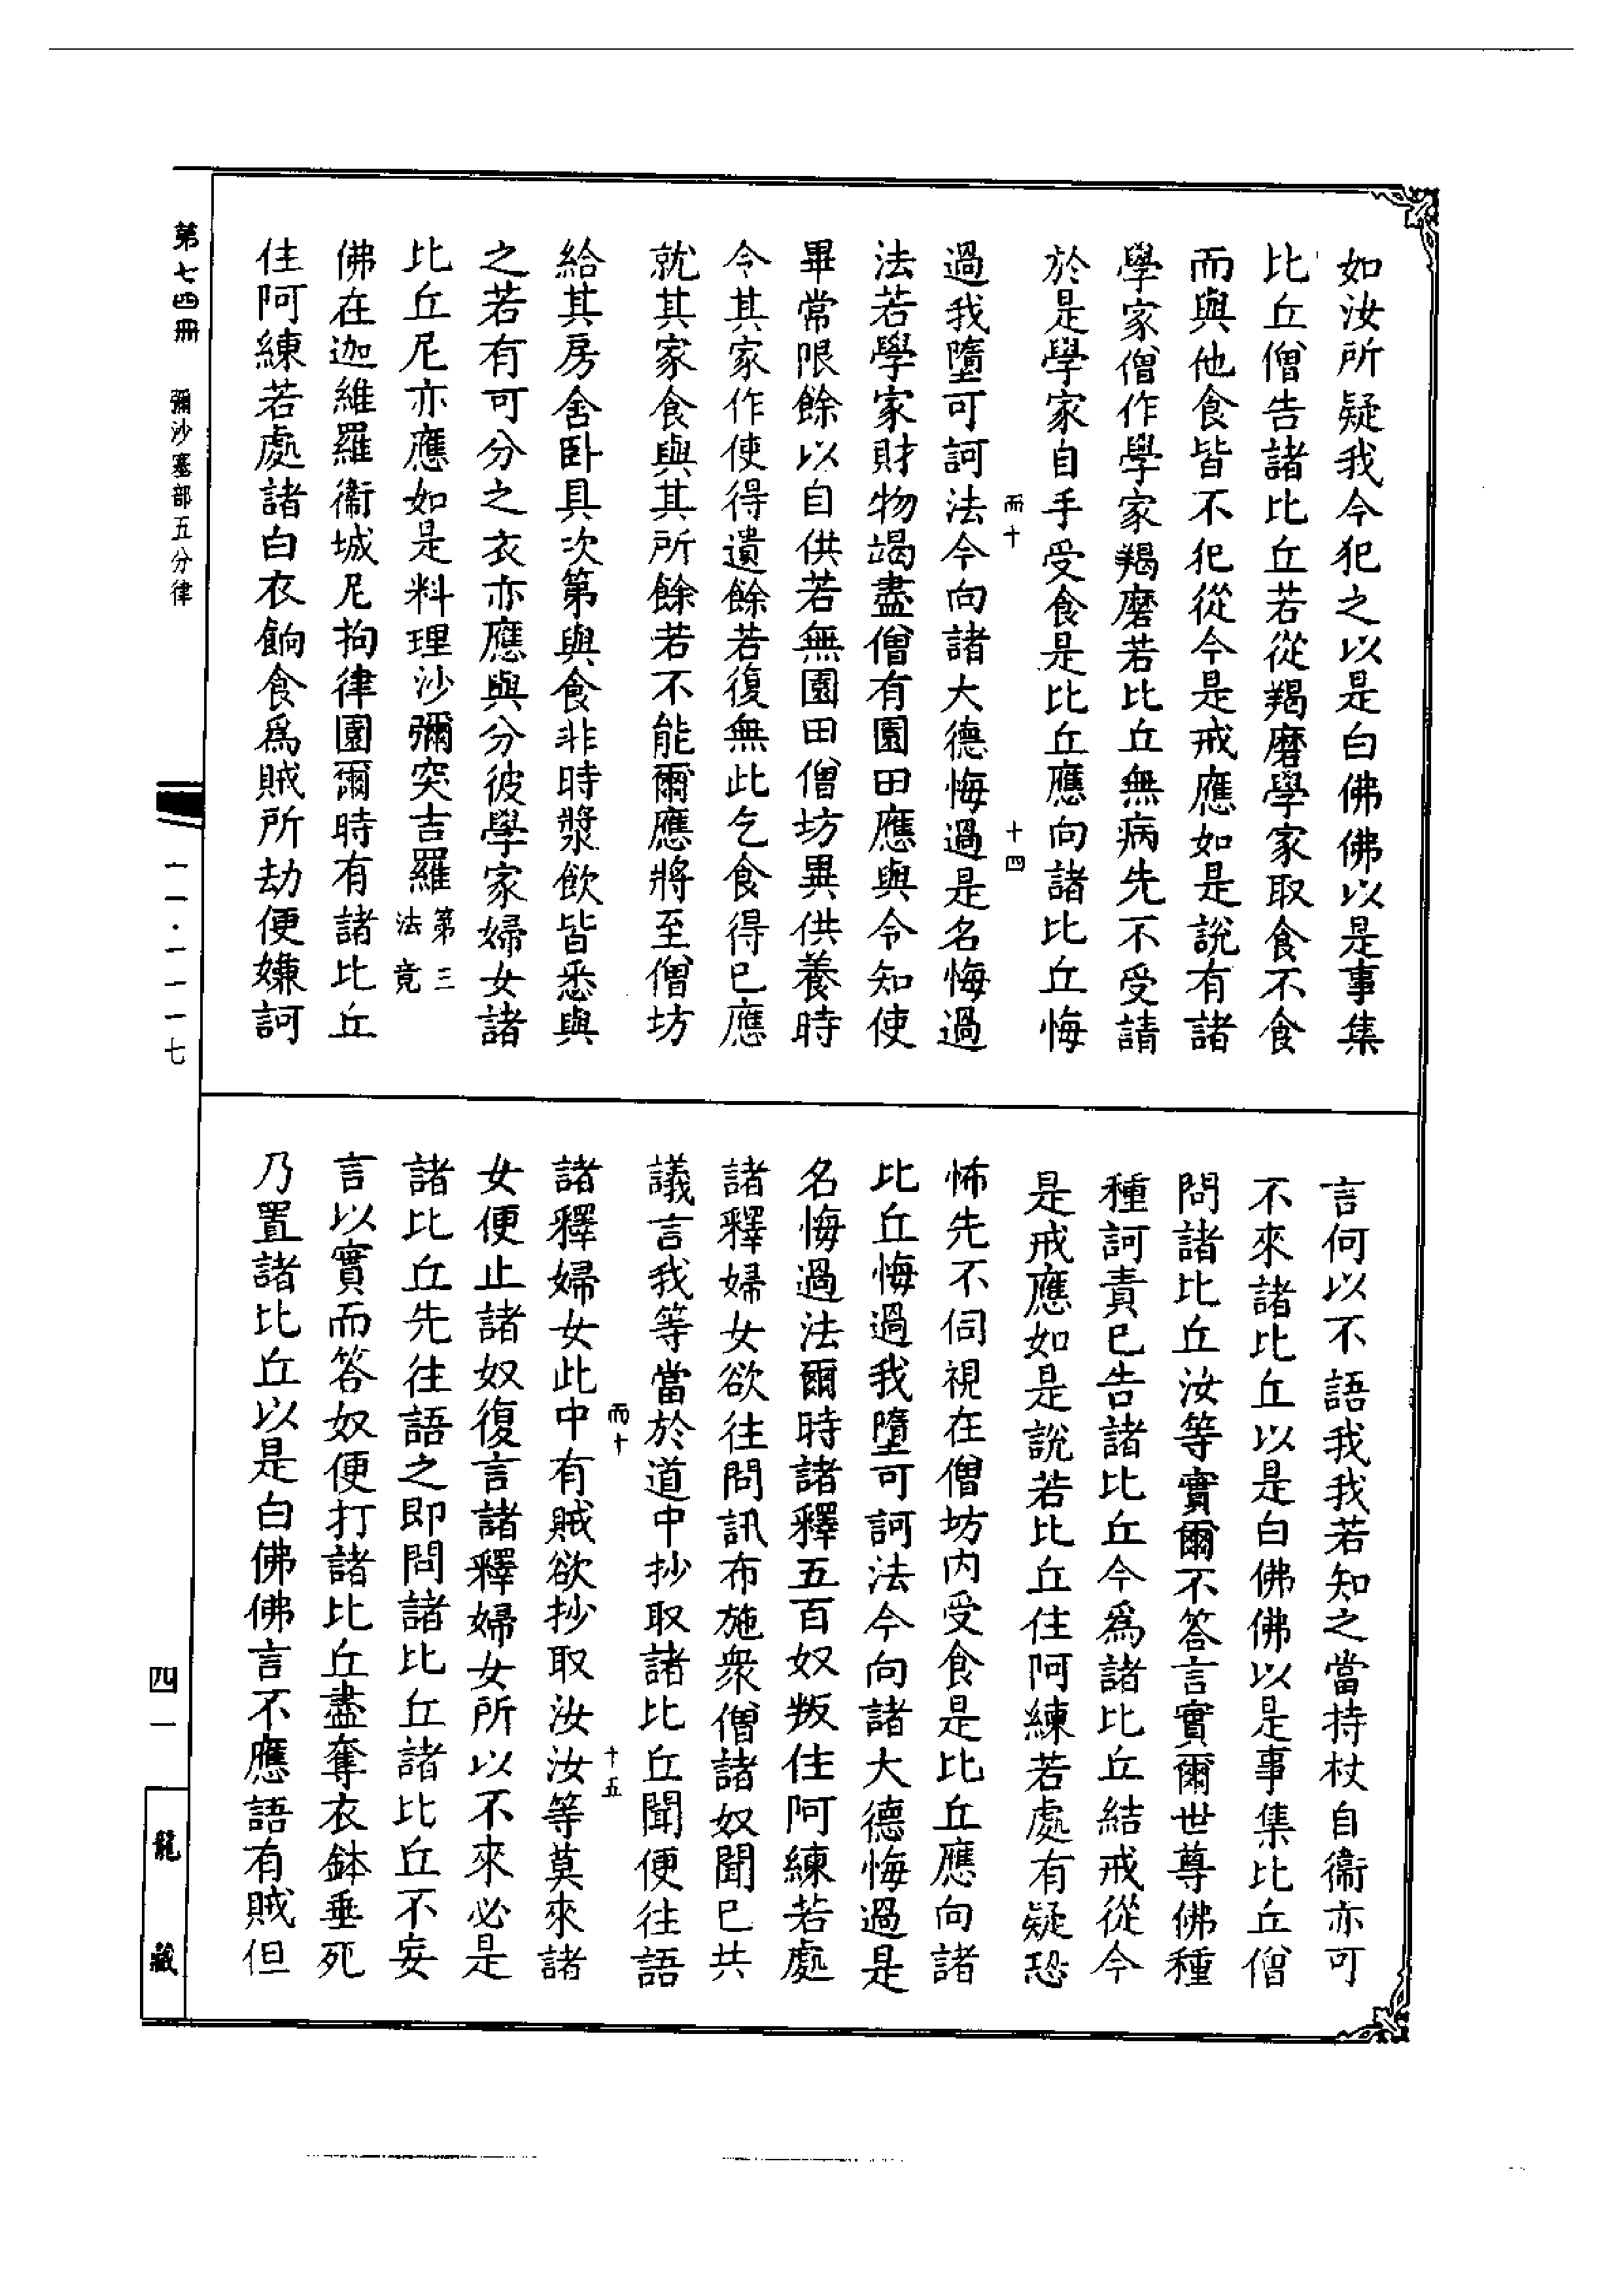 如汝所疑我今犯之以是白佛佛以是事集
比丘僧告諸比丘若從羯磨學家取食不食
而與他食皆不犯從今是戒應如是說有諸
學家僧作學家羯磨若比丘無病先不受請
於是學家自手受食是比丘應向諸比丘悔
而十
十四
過我墮可訶法今向諸大德悔過是名悔過
法若學家財物竭盡僧有園田應與令知使
畢常限餘以自供若無園田僧坊異供養時
令其家作使得遺餘若復無此乞食得已應
就其家食與其所餘若不能爾應將至僧坊
給其房舍卧具次第與食非時漿飲皆悉與
之若有可分之衣亦應與分彼學家婦女諸
比丘尼亦應如是料理沙彌突吉羅第三
法竟
佛在迦維羅衞城尼拘律園爾時有諸比丘
住阿練若處諸白衣餉食爲賊所劫便嫌訶
言何以不語我我若知之當持杖自衞亦可
不來諸比丘以是白佛佛以是事集比丘僧
問諸比丘汝等實爾不答言實爾世尊佛種
種訶責已告諸比丘今爲諸比丘結戒從今
是戒應如是說若比丘住阿練若處有疑恐
怖先不伺視在僧坊内受食是比丘應向諸
比丘悔過我墮可訶法今向諸大德悔過是
名悔過法爾時諸釋五百奴叛住阿練若處
諸釋婦女欲往問訊布施衆僧諸奴聞已共
議言我等當於道中抄取諸比丘聞便往語
而十
十五
諸釋婦女此中有賊欲抄取汝汝等莫來諸
女便止諸奴復言諸釋婦女所以不來必是
諸比丘先往語之即問諸比丘諸比丘不妄
言以實而答奴便打諸比丘盡奪衣鉢垂死
乃置諸比丘以是白佛佛言不應語有賊但
第七四冊　彌沙塞部五分律
一一·一一一七
四一
龍藏